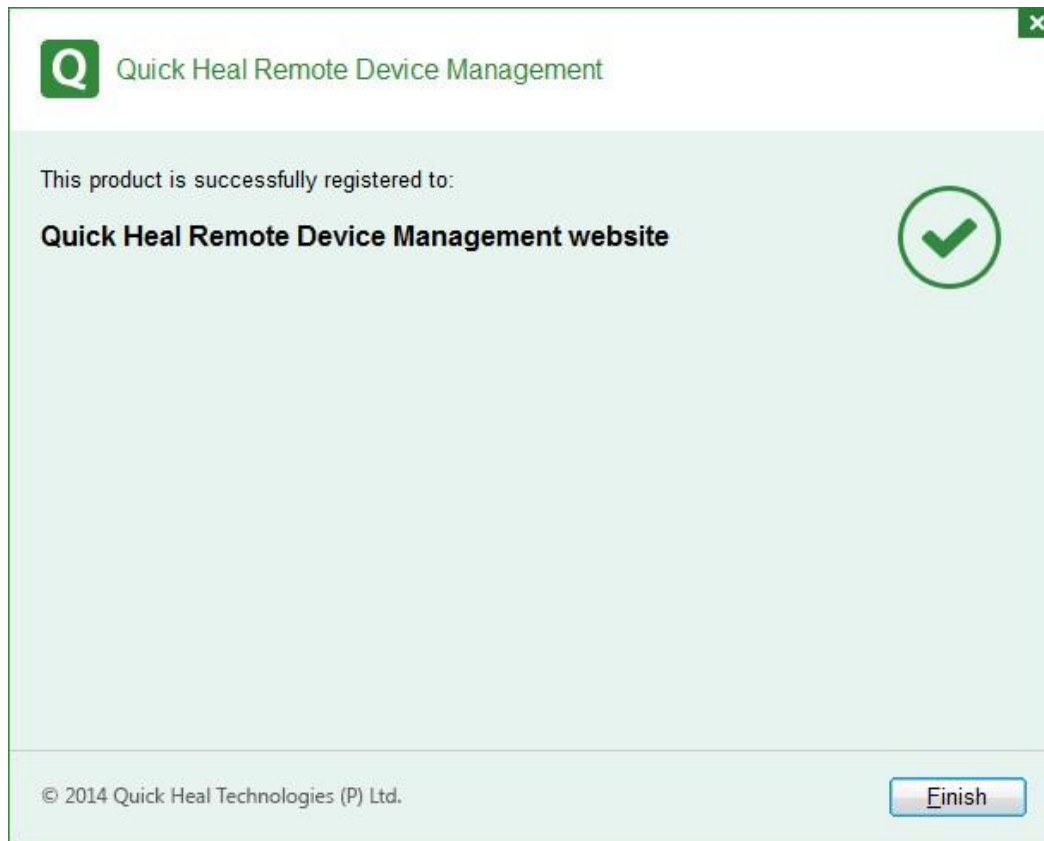 Q Quick Heal Remote Device Management
This product is successfully registered to:
Quick Heal Remote Device Management website
© 2014 Quick Heal Technologies (P) Ltd.
Finish